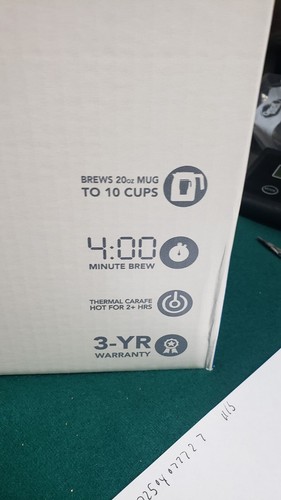 BREWS 20oz MUG
TO 10 CUPS
4:00
MINUTE BREW
THERMAL CARAFE
HOT FOR 2+ HRS
3-YR
WARRANTY